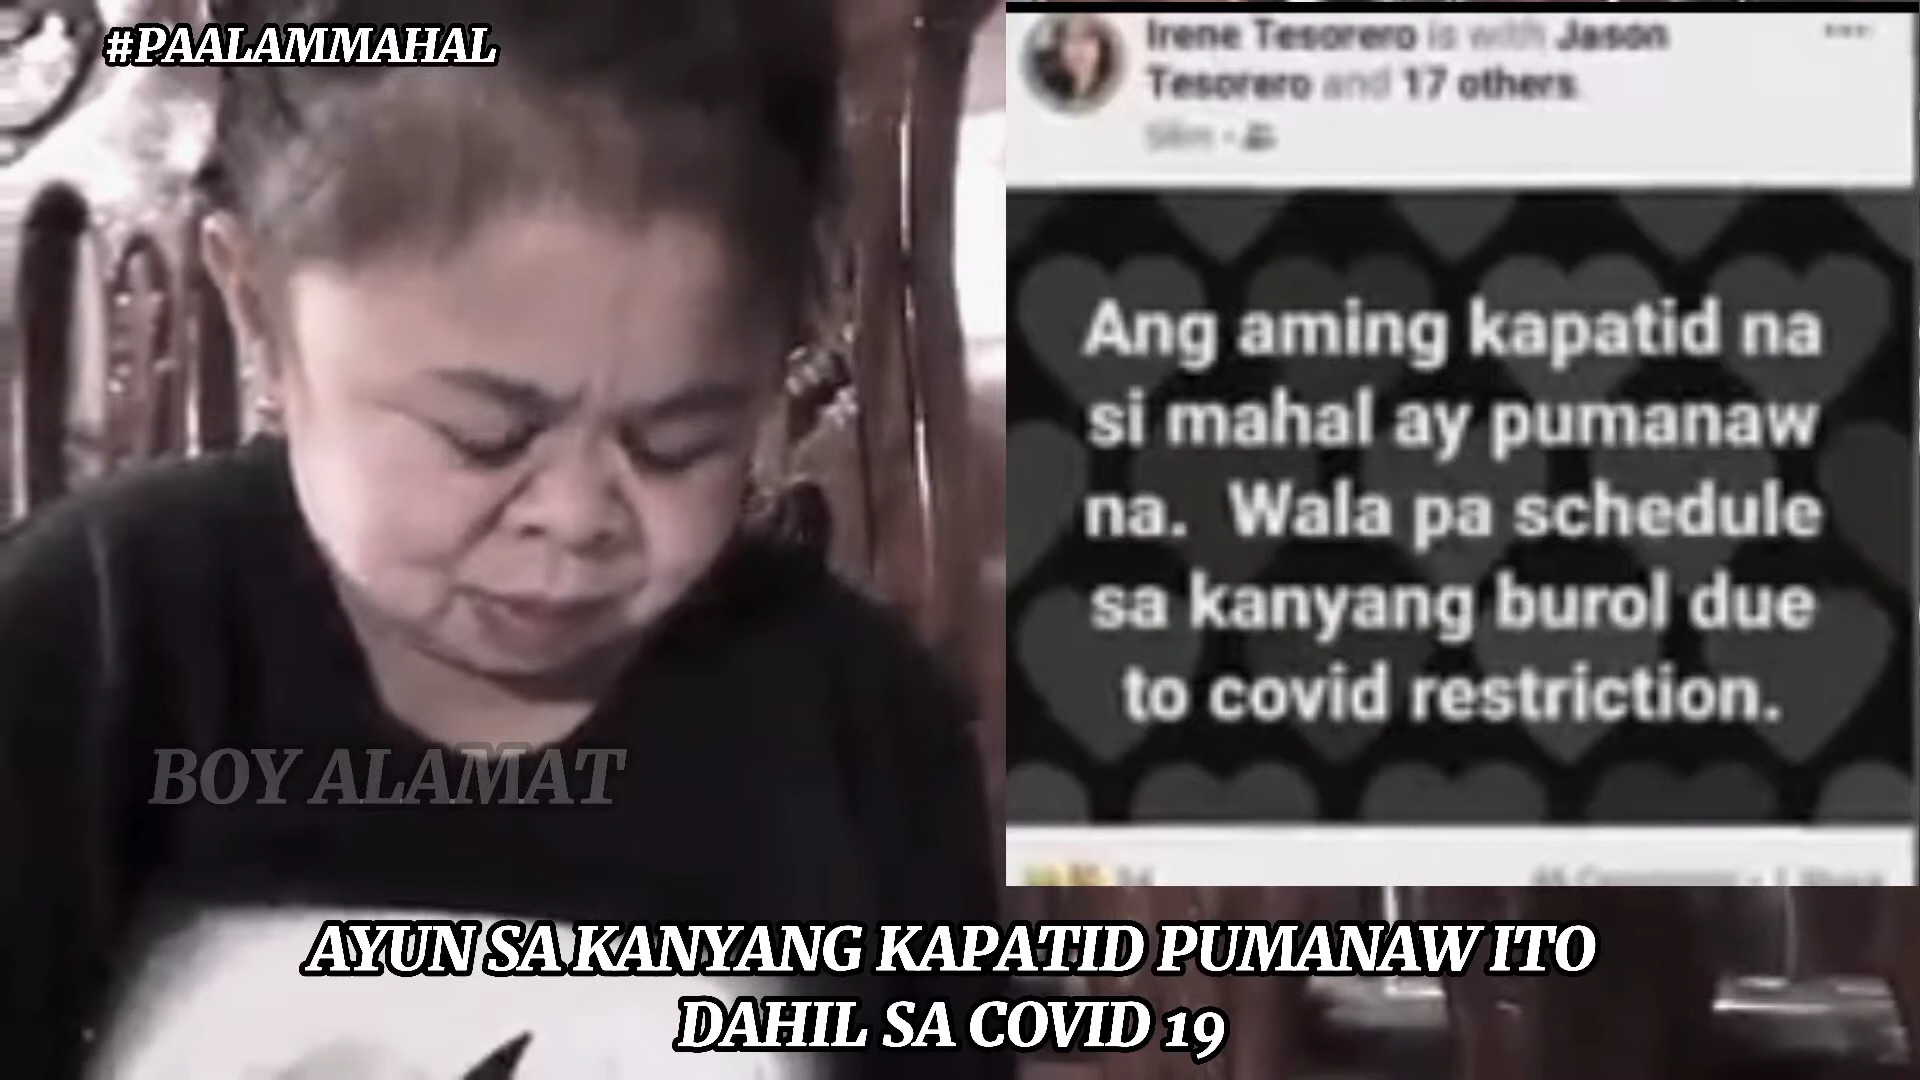 #PAALAMMAHAL
Irene Tesorero is with Jason
Tesorero and 17 others.
Ang aming kapatid na
si mahal ay pumanaw
na. Wala pa schedule
sa kanyang burol due
to covid restriction.
BOY ALAMAT
AYUN SA KANYANG KAPATID PUMANAW ITO
DAHIL SA COVID 19